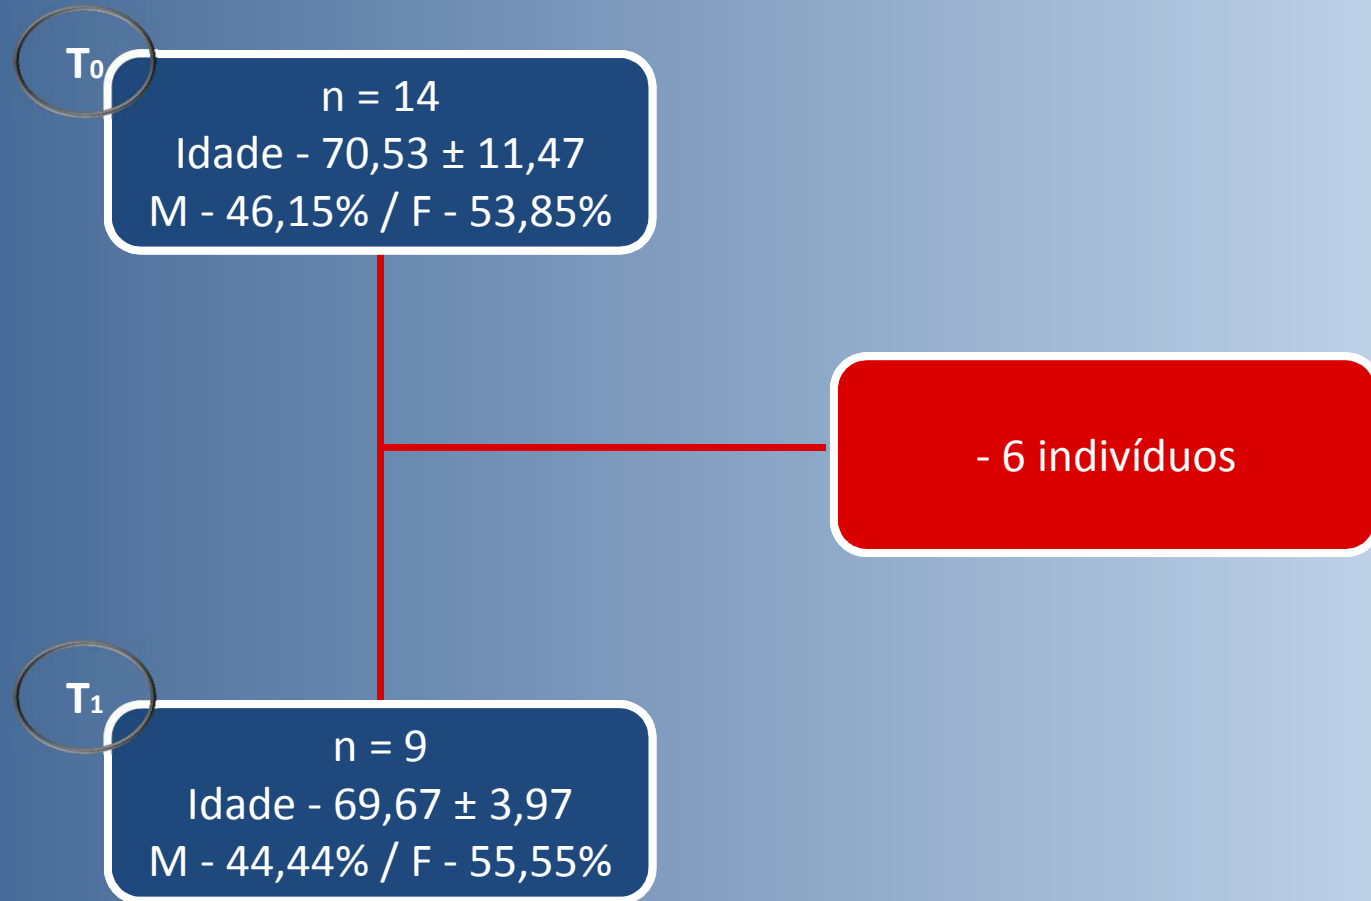 T0
n = 14
Idade - 70,53 ± 11,47
M - 46,15% / F - 53,85%
- 6 indivíduos
T1
n = 9
Idade - 69,67 ± 3,97
M - 44,44% / F - 55,55%